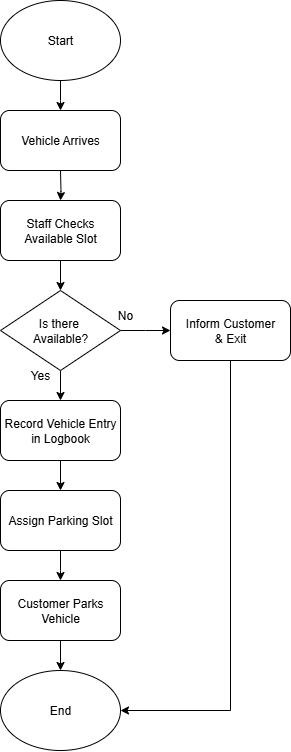 Start
Vehicle Arrives
Staff Checks
Available Slot
Is there
Available?
No
Inform Customer
& Exit
Yes
Record Vehicle Entry
in Logbook
Assign Parking Slot
Customer Parks
Vehicle
End